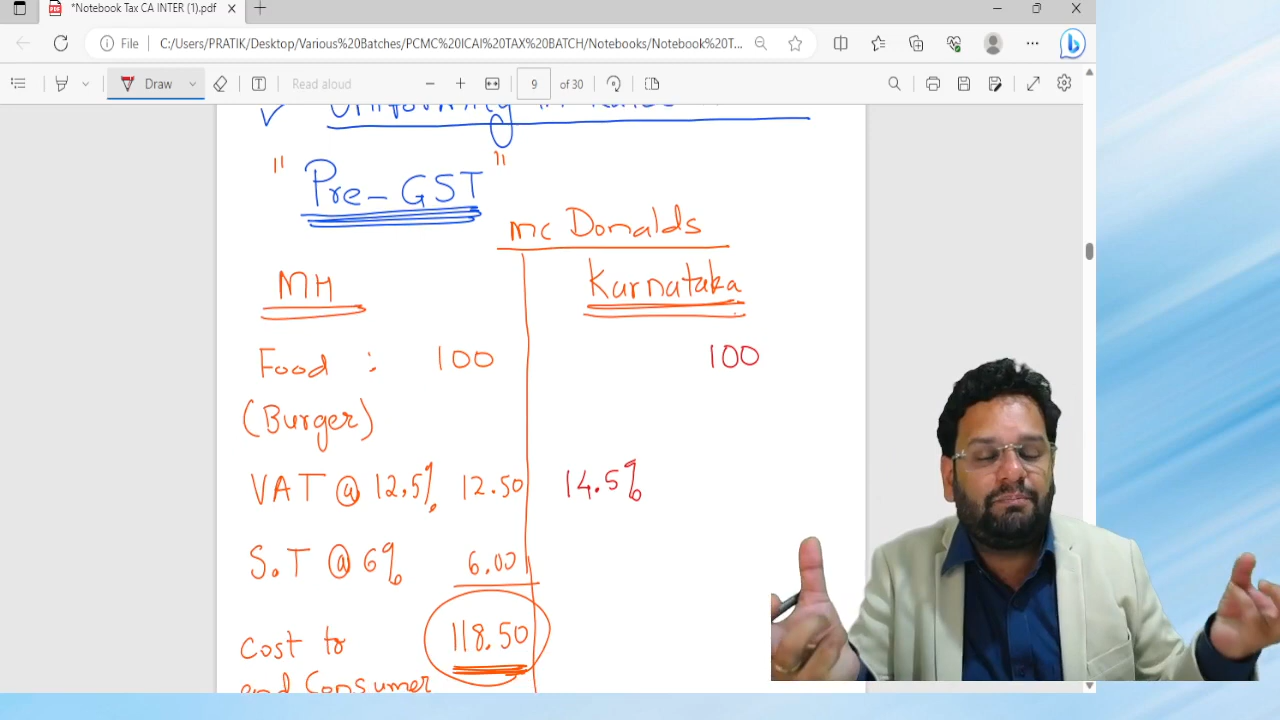 *Notebook Tax CA INTER (1).pdf
File C:/Users/PRATIK/Desktop/Various%20Batches/PCMC%20ICAI%20TAX%20BATCH/Notebooks/Notebook%20T...
Draw Read aloud 9 of 30
Uniformity in
" Pre-GST "
mc Donalds
MH Karnataka
Food : 100 100
(Burger)
VAT @ 12.5% 12.50 14.5%
S.T @ 6% 6.00
Cost to 118.50
end Consumer